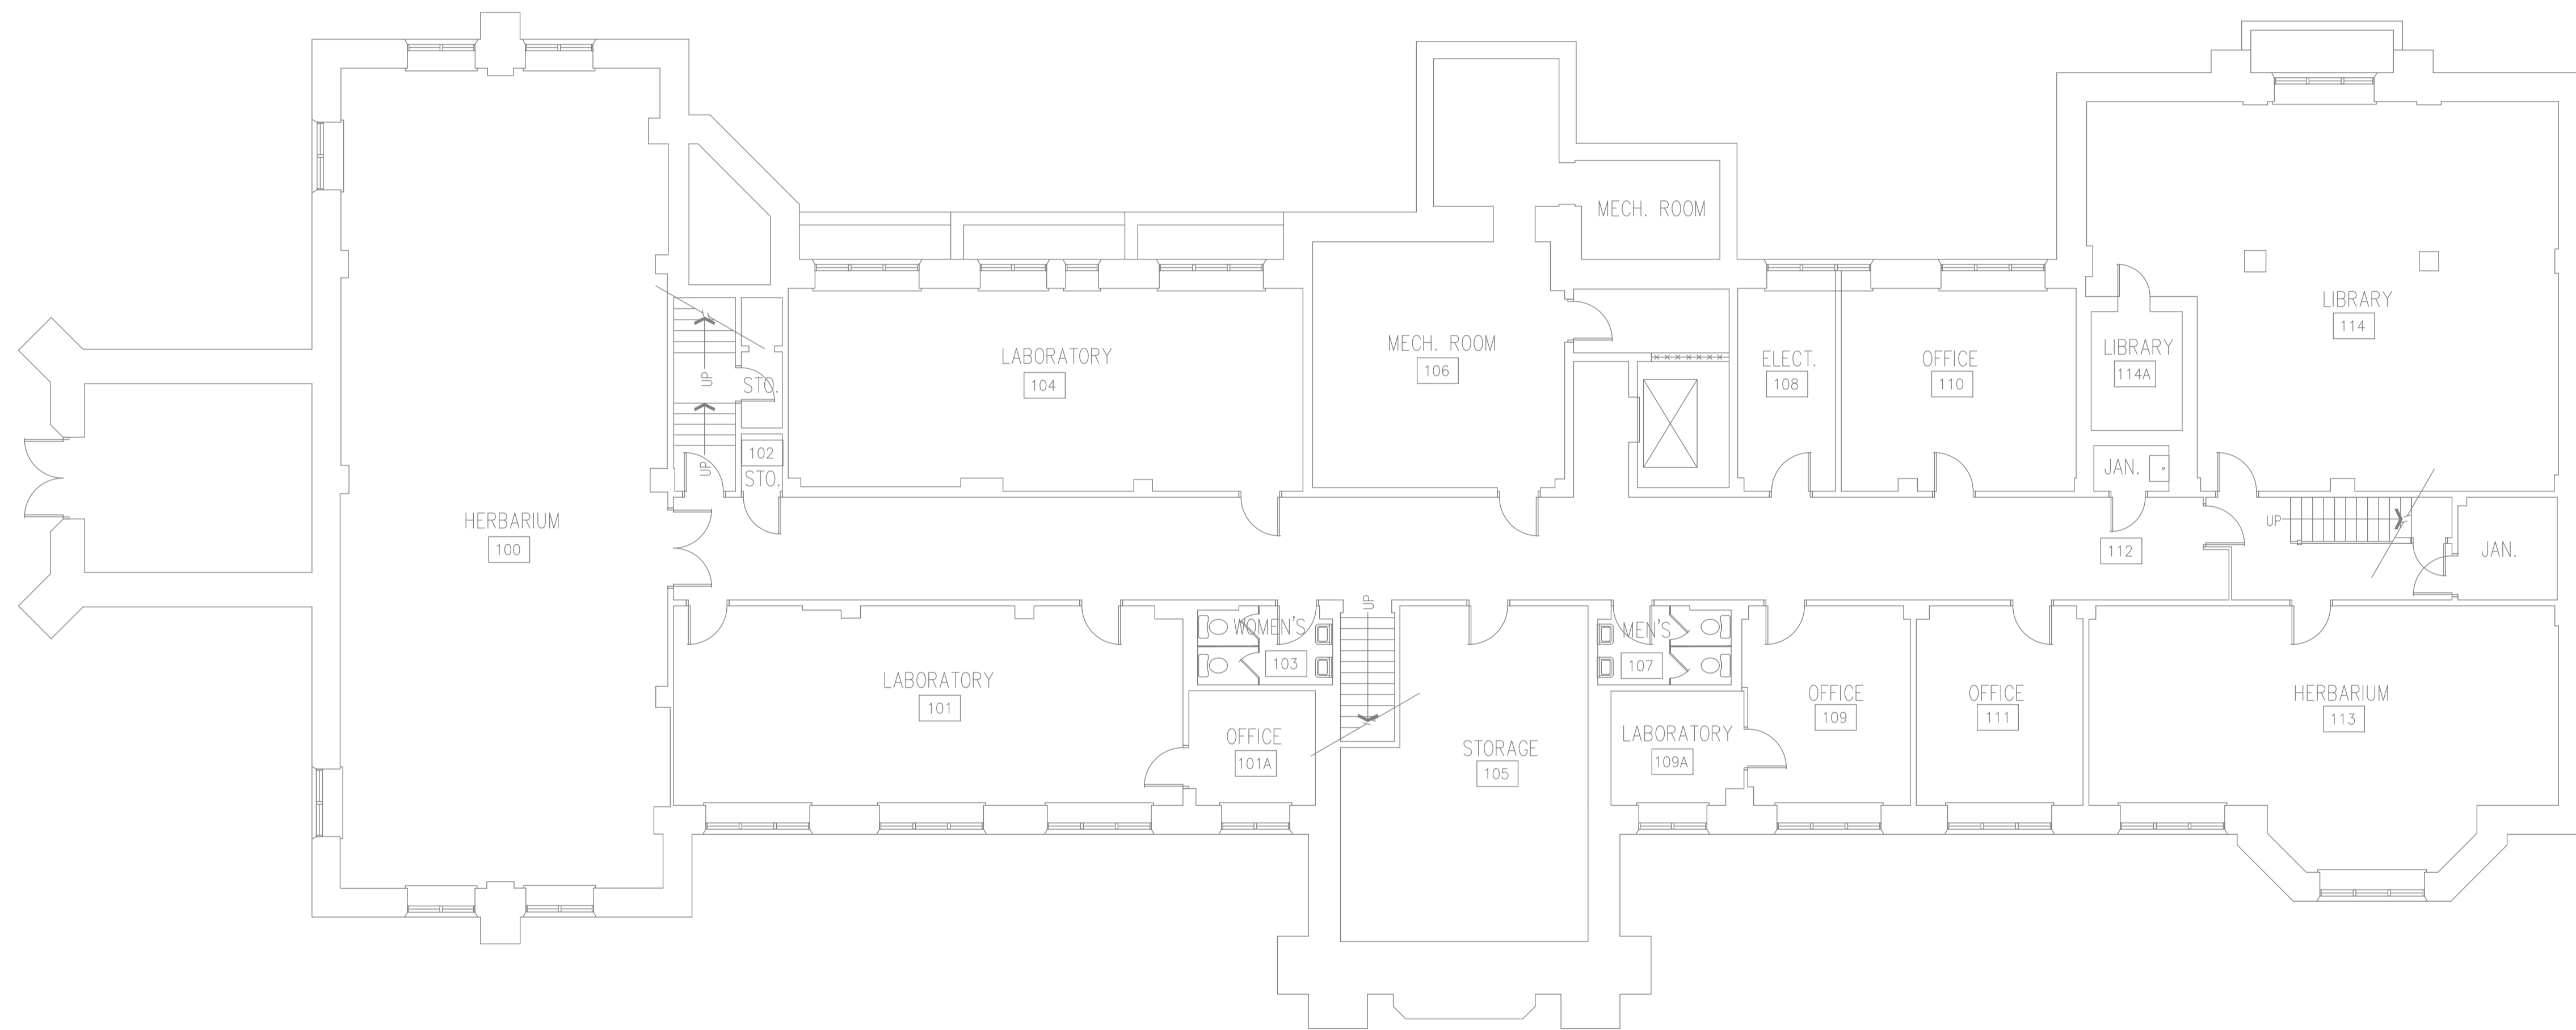 MECH. ROOM
LIBRARY
114
MECH. ROOM
106
LABORATORY
104
ELECT.
108
OFFICE
110
LIBRARY
114A
UP
STO.
102
STO.
UP
JAN.
HERBARIUM
100
112
UP
JAN.
UP
WOMEN'S
103
MEN'S
107
LABORATORY
101
OFFICE
101A
STORAGE
105
LABORATORY
109A
OFFICE
109
OFFICE
111
HERBARIUM
113